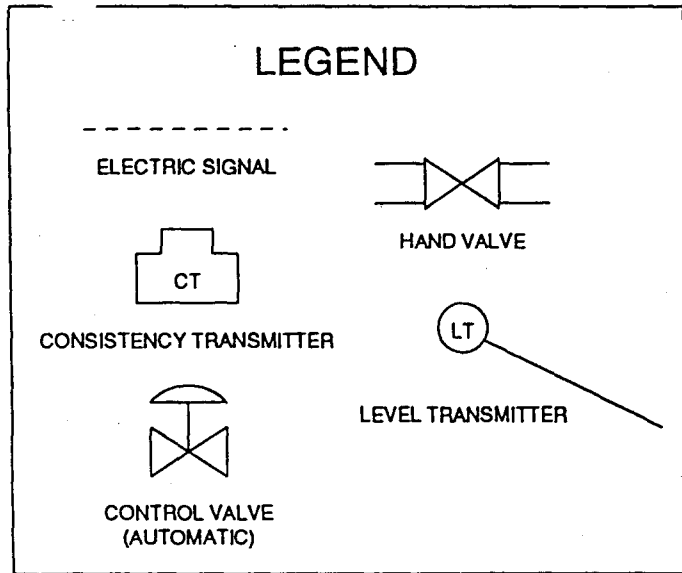 LEGEND
ELECTRIC SIGNAL
HAND VALVE
CT
CONSISTENCY TRANSMITTER
LT
LEVEL TRANSMITTER
CONTROL VALVE
(AUTOMATIC)